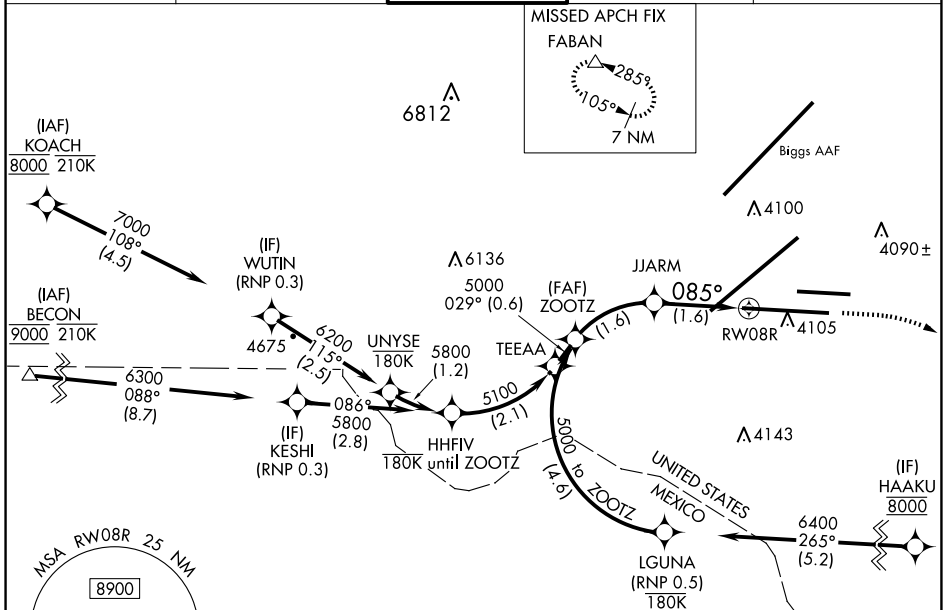 MISSED APCH FIX
FABAN
285°
105°
7 NM
6812
(IAF)
KOACH
8000 210K
7000
108°
(4.5)
Biggs AAF
4100
4090±
(IF)
WUTIN
(RNP 0.3)
6136
5000
029° (0.6)
(FAF)
ZOOTZ
JJARM
085°
(1.6)
(1.6)
RW08R
4105
(IAF)
BECON
9000 210K
4675
6200
115°
(2.5)
UNYSE
180K
5800
(1.2)
TEEAA
6300
088°
(8.7)
086°
5800
(2.8)
5100
(2.1)
(IF)
KESHI
(RNP 0.3)
HHFIV
180K until ZOOTZ
5000 to ZOOTZ
(4.6)
4143
UNITED STATES
MEXICO
(IF)
HAAKU
8000
6400
265°
(5.2)
LGUNA
(RNP 0.5)
180K
MSA RW08R 25 NM
8900